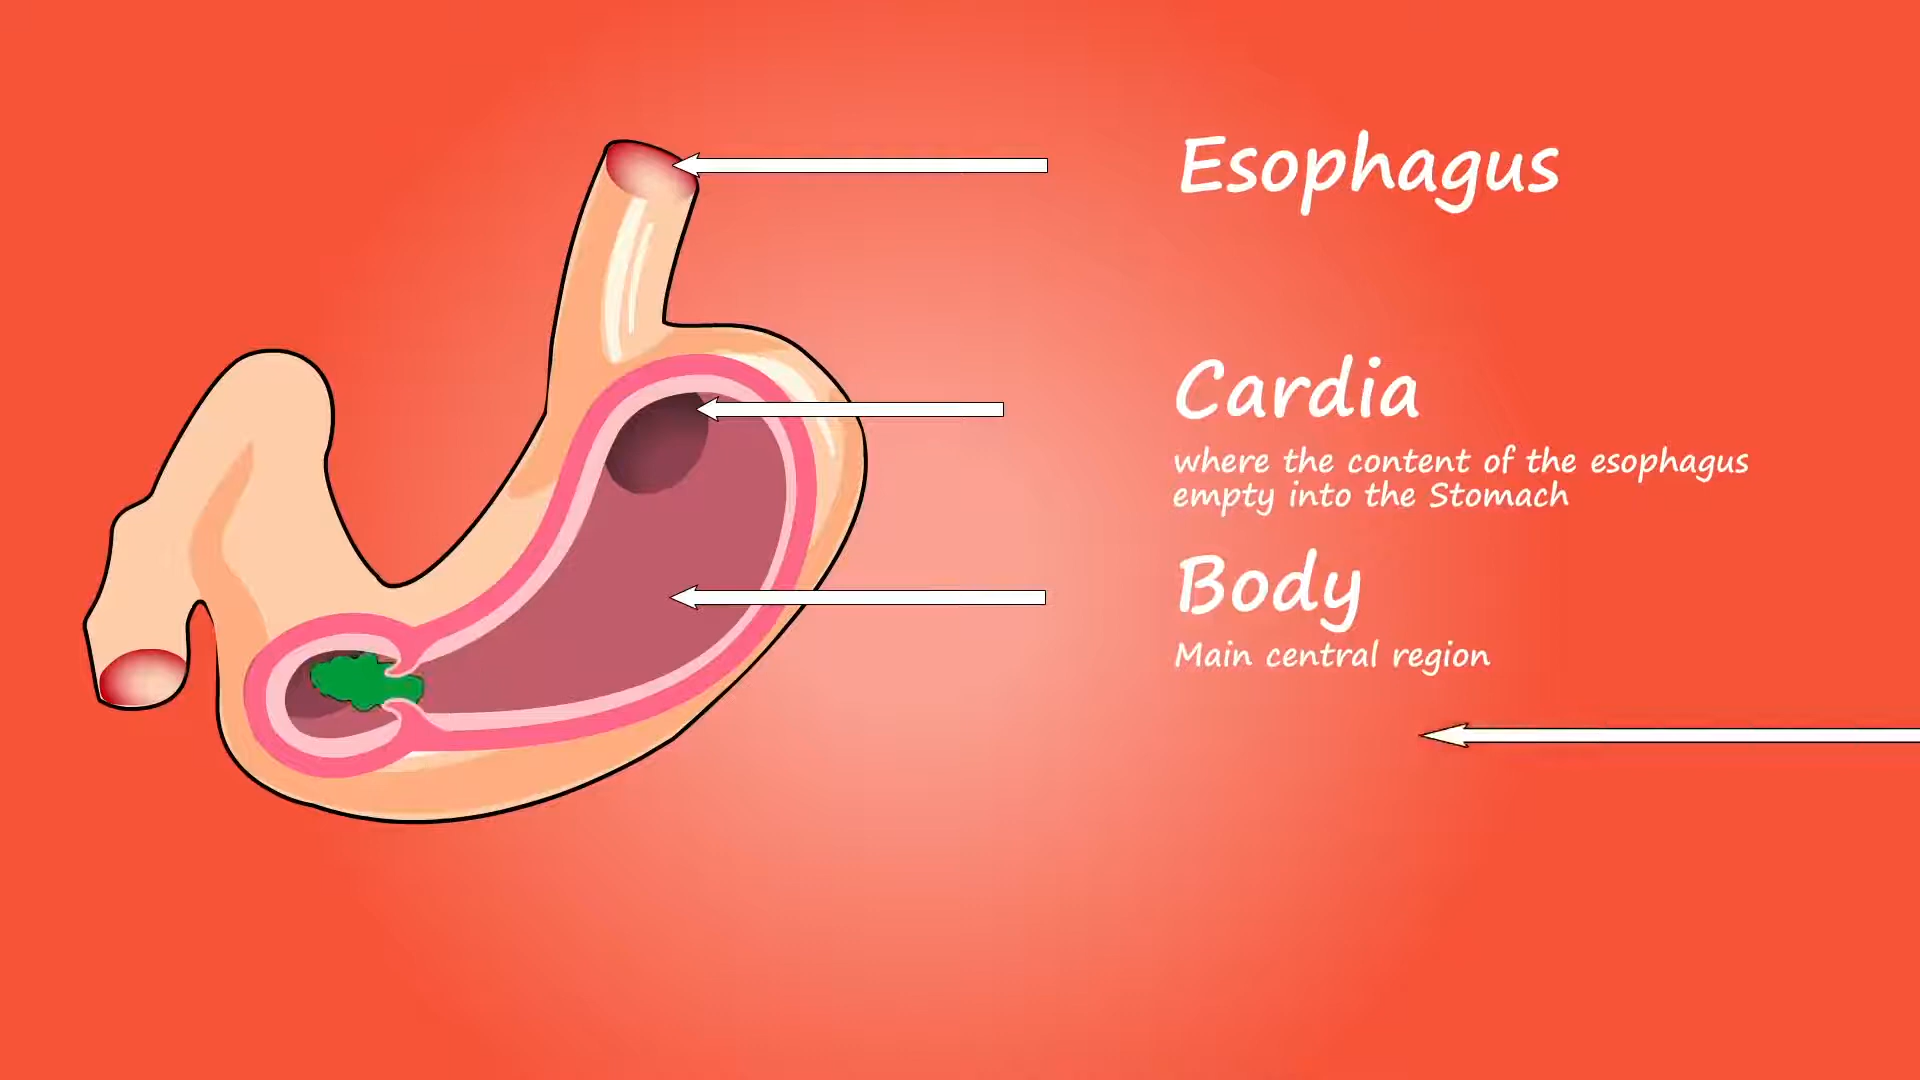 Esophagus
Cardia
where the content of the esophagus
empty into the Stomach
Body
Main central region